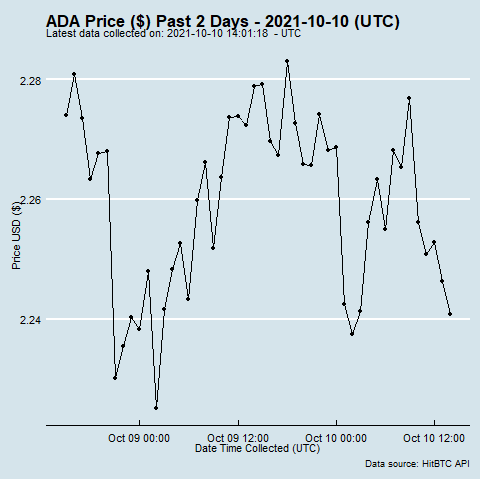 ADA Price ($) Past 2 Days - 2021-10-10 (UTC)
Latest data collected on: 2021-10-10 14:01:18 - UTC
2.28
2.26
2.24
Price USD ($)
Oct 09 00:00
Oct 09 12:00
Oct 10 00:00
Oct 10 12:00
Date Time Collected (UTC)
Data source: HitBTC API